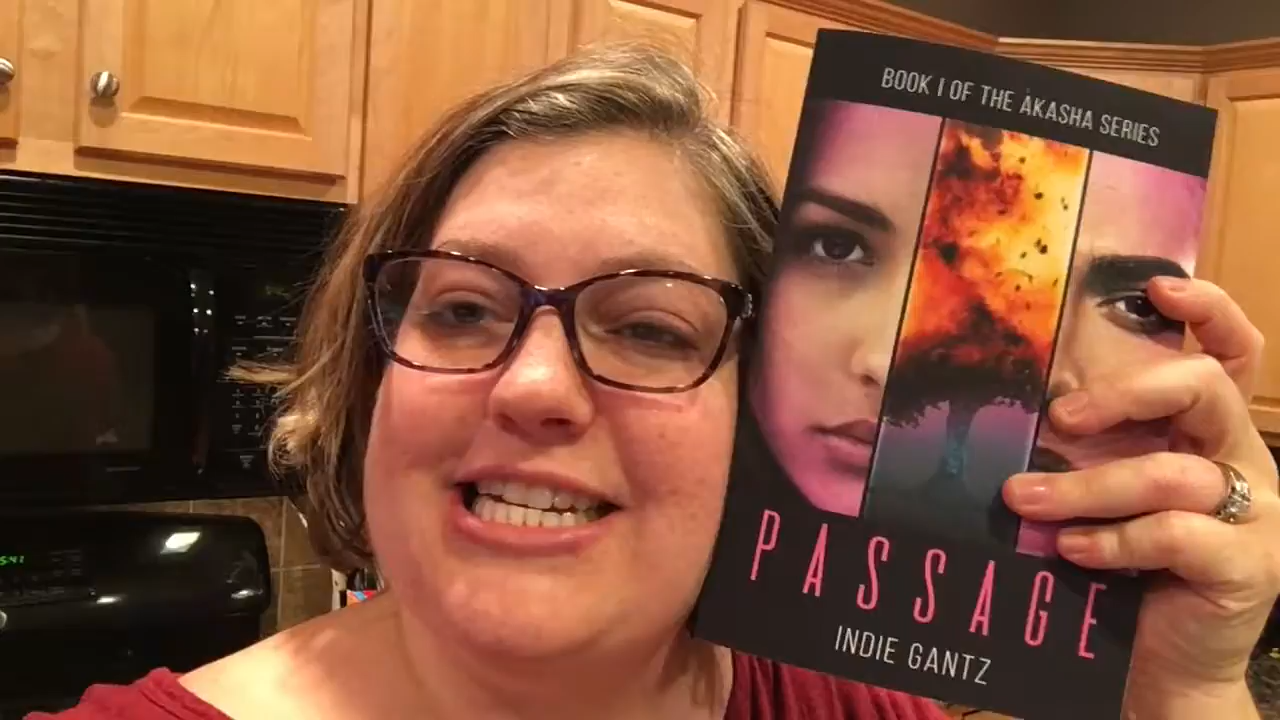 BOOK I OF THE AKASHA SERIES
PASSAGE
INDIE GANTZ